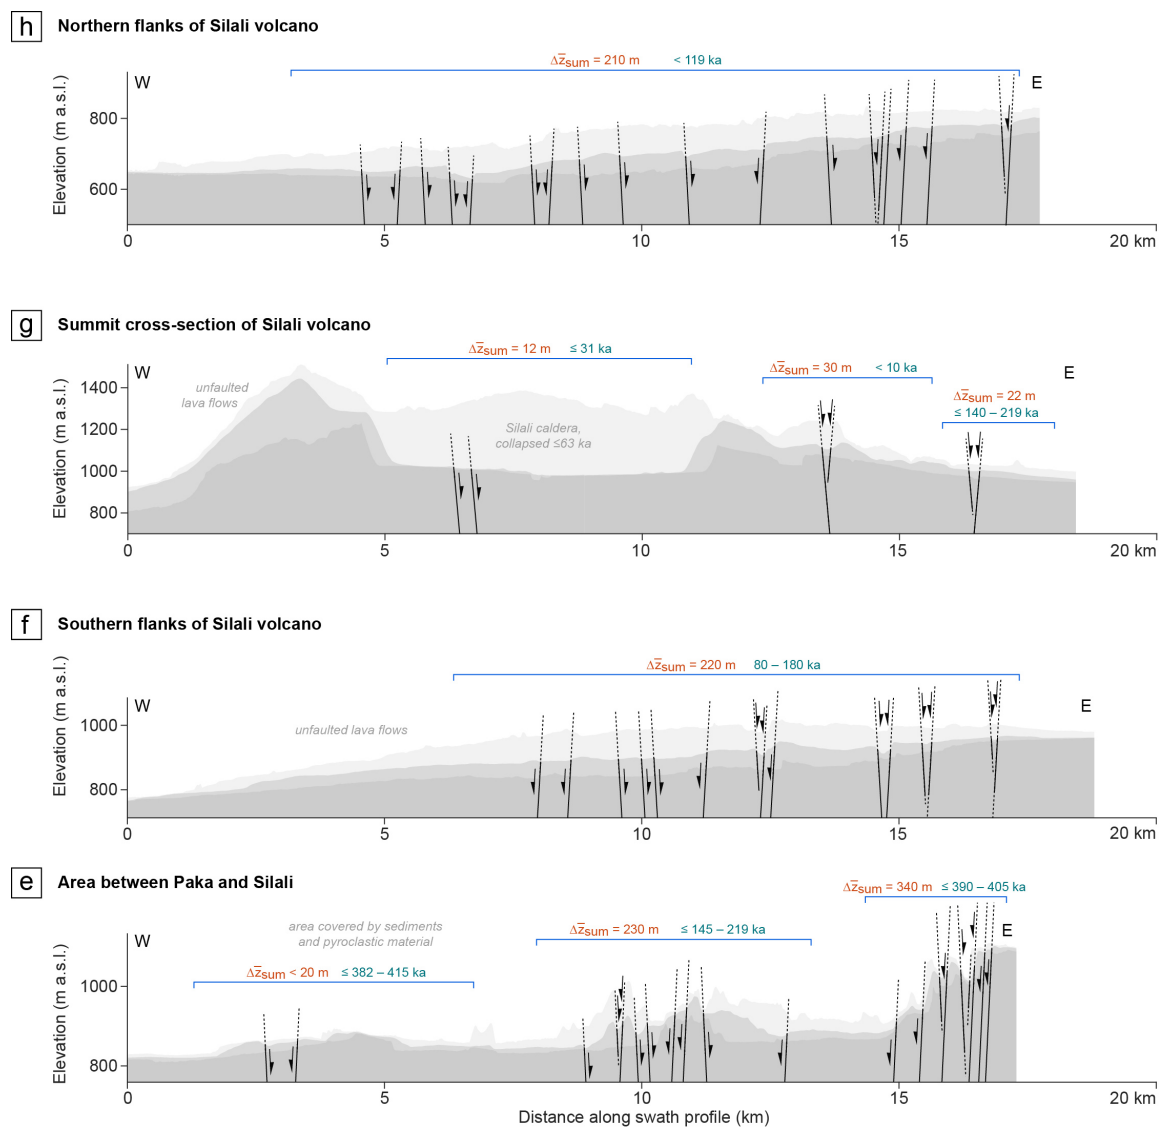 h Northern flanks of Silali volcano
Δz̅sum = 210 m < 119 ka
W E
Elevation (m a.s.l.)
800
600
0 5 10 15 20 km
g Summit cross-section of Silali volcano
Δz̅sum = 12 m ≤ 31 ka
Δz̅sum = 30 m < 10 ka
Δz̅sum = 22 m
≤ 140 – 219 ka
W E
unfaulted
lava flows
Silali caldera,
collapsed ≤63 ka
Elevation (m a.s.l.)
1400
1200
1000
800
0 5 10 15 20 km
f Southern flanks of Silali volcano
Δz̅sum = 220 m 80 – 180 ka
W E
unfaulted lava flows
Elevation (m a.s.l.)
1000
800
0 5 10 15 20 km
e Area between Paka and Silali
Δz̅sum = 340 m ≤ 390 – 405 ka
area covered by sediments
and pyroclastic material
Δz̅sum = 230 m ≤ 145 – 219 ka
W E
Δz̅sum < 20 m ≤ 382 – 415 ka
Elevation (m a.s.l.)
1000
800
0 5 10 15 20 km
Distance along swath profile (km)